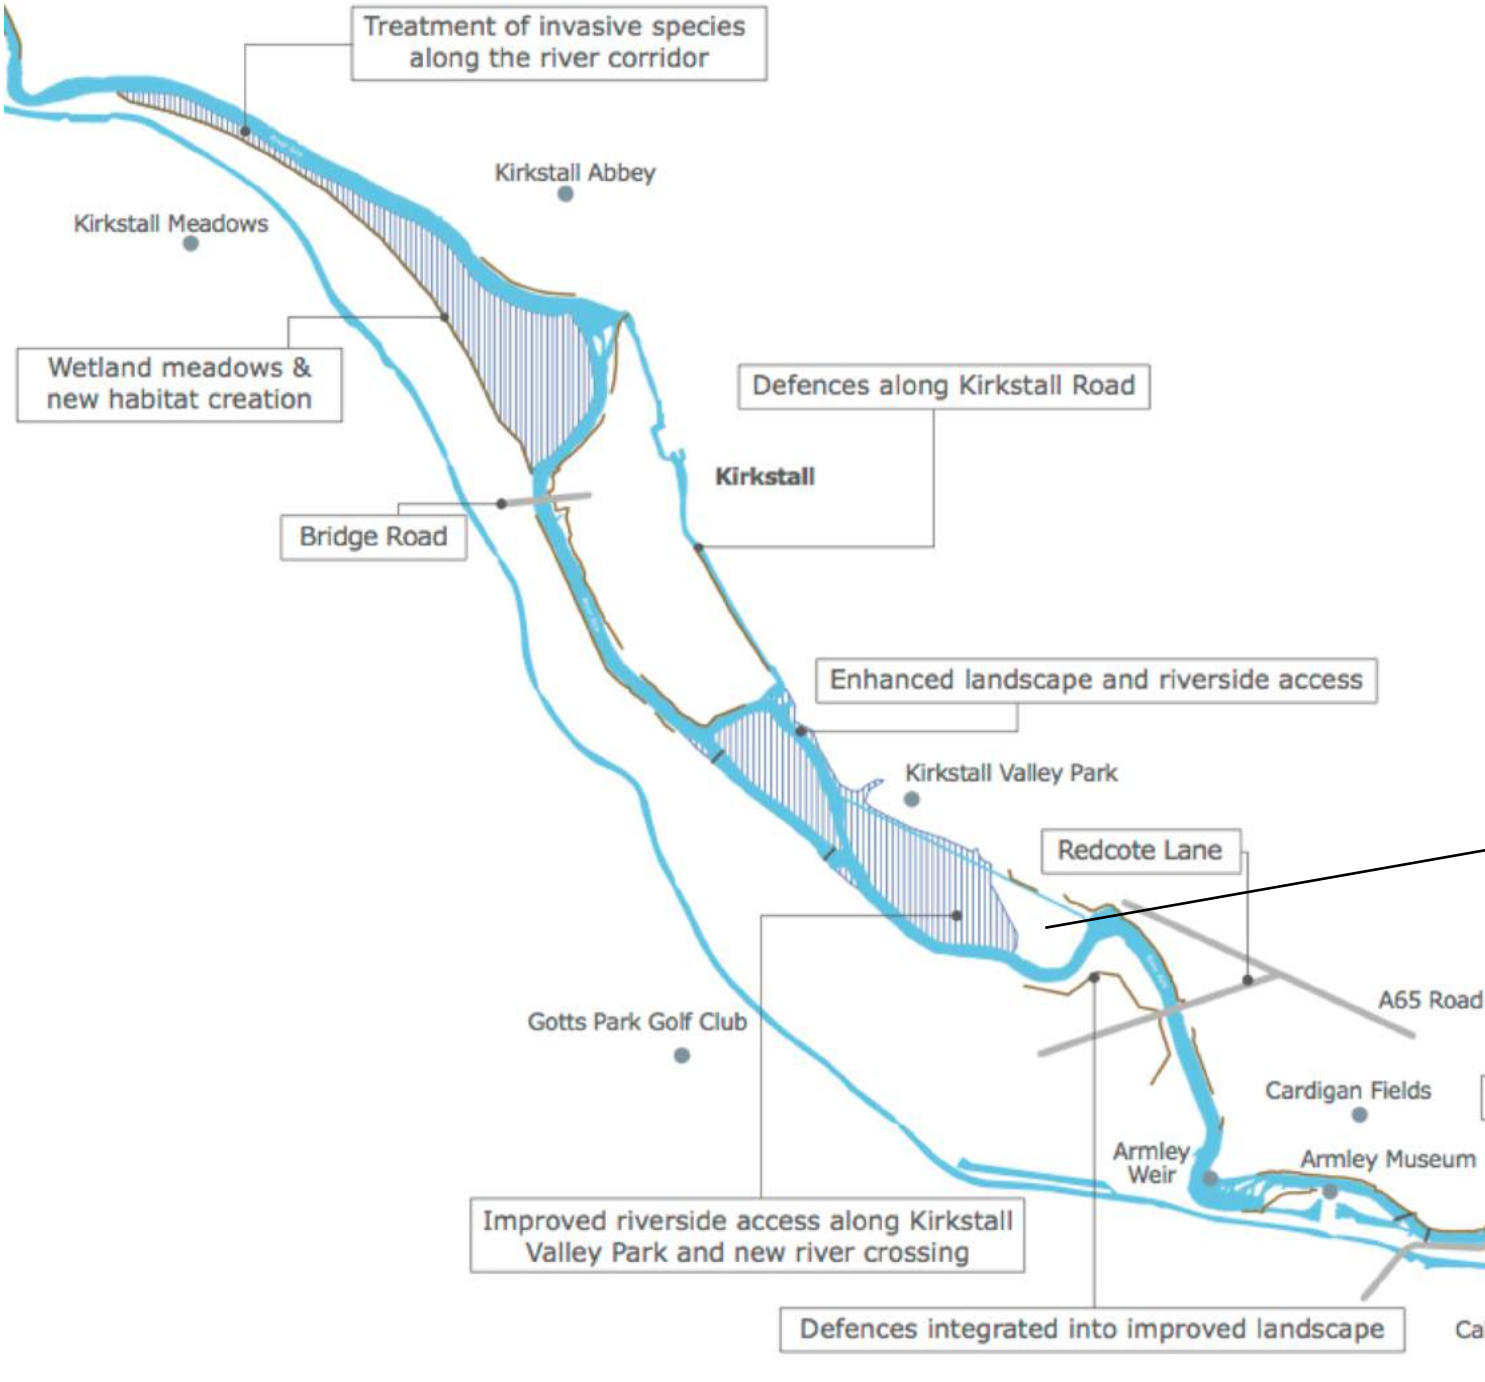 Treatment of invasive species
along the river corridor
Kirkstall Abbey
Kirkstall Meadows
Wetland meadows &
new habitat creation
Defences along Kirkstall Road
Kirkstall
Bridge Road
Enhanced landscape and riverside access
Kirkstall Valley Park
Redcote Lane
A65 Road
Gotts Park Golf Club
Cardigan Fields
Armley
Weir
Armley Museum
Improved riverside access along Kirkstall
Valley Park and new river crossing
Defences integrated into improved landscape
Ca